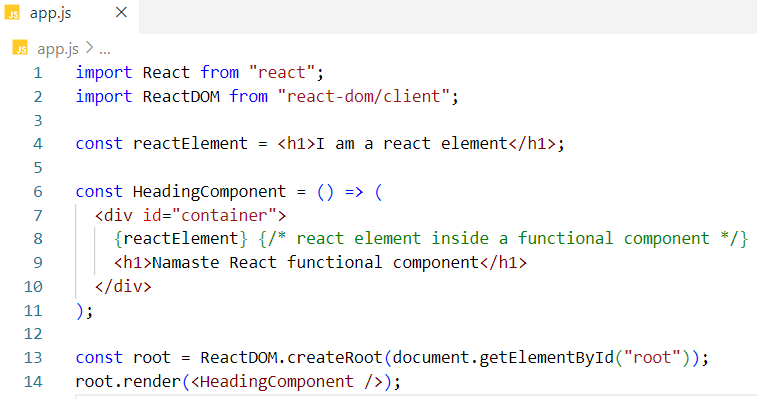 JS app.js ×
JS app.js > ...
1 import React from "react";
2 import ReactDOM from "react-dom/client";
3
4 const reactElement = <h1>I am a react element</h1>;
5
6 const HeadingComponent = () => (
7   <div id="container">
8     {reactElement} {/* react element inside a functional component */}
9     <h1>Namaste React functional component</h1>
10   </div>
11 );
12
13 const root = ReactDOM.createRoot(document.getElementById("root"));
14 root.render(<HeadingComponent />);